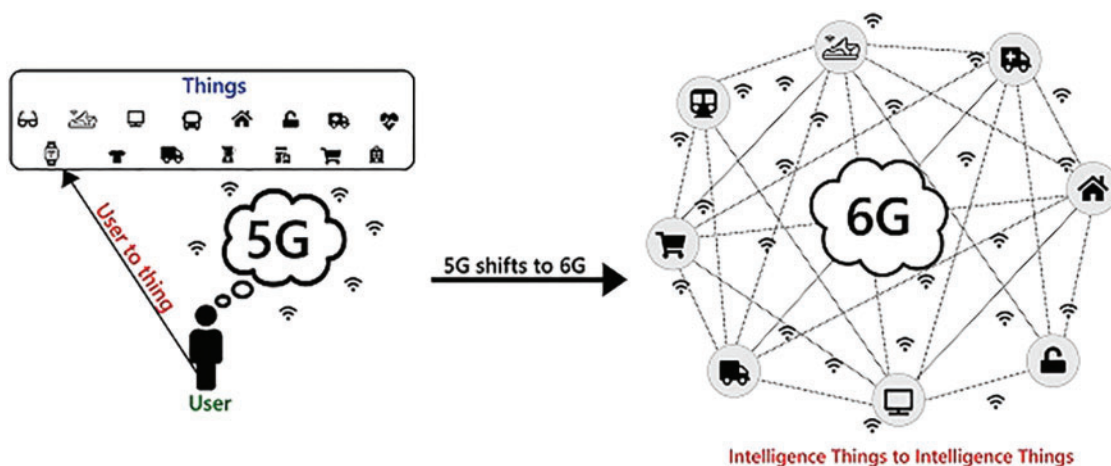 Things
5G
User to thing
User
5G shifts to 6G
6G
Intelligence Things to Intelligence Things